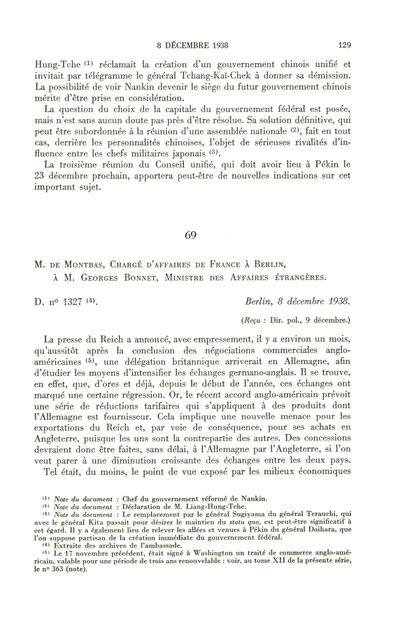 8 DÉCEMBRE 1938 129
Hung-Tche (1) réclamait la création d'un gouvernement chinois unifié et
invitait par télégramme le général Tchang-Kaï-Chek à donner sa démission.
La possibilité de voir Nankin devenir le siège du futur gouvernement chinois
mérite d'être prise en considération.
La question du choix de la capitale du gouvernement fédéral est posée,
mais n'est sans aucun doute pas près d'être résolue. Sa solution définitive, qui
peut être subordonnée à la réunion d'une assemblée nationale (2), fait en tout
cas, derrière les personnalités chinoises, l'objet de sérieuses rivalités d'in-
fluence entre les chefs militaires japonais (3).
La troisième réunion du Conseil unifié, qui doit avoir lieu à Pékin le
23 décembre prochain, apportera peut-être de nouvelles indications sur cet
important sujet.
69
M. DE MONTBAS, CHARGÉ D'AFFAIRES DE FRANCE À BERLIN,
À M. GEORGES BONNET, MINISTRE DES AFFAIRES ÉTRANGÈRES.
D. nº 1327 (4). Berlin, 8 décembre 1938.
(Reçu : Dir. pol., 9 décembre.)
La presse du Reich a annoncé, avec empressement, il y a environ un mois,
qu'aussitôt après la conclusion des négociations commerciales anglo-
américaines (5), une délégation britannique arriverait en Allemagne, afin
d'étudier les moyens d'intensifier les échanges germano-anglais. Il se trouve,
en effet, que, d'ores et déjà, depuis le début de l'année, ces échanges ont
marqué une certaine régression. Or, le récent accord anglo-américain prévoit
une série de réductions tarifaires qui s'appliquent à des produits dont
l'Allemagne est fournisseur. Cela implique une nouvelle menace pour les
exportations du Reich et, par voie de conséquence, pour ses achats en
Angleterre, puisque les uns sont la contrepartie des autres. Des concessions
devraient donc être faites, sans délai, à l'Allemagne par l'Angleterre, si l'on
veut parer à une diminution croissante des échanges entre les deux pays.
Tel était, du moins, le point de vue exposé par les milieux économiques
(1) Note du document : Chef du gouvernement réformé de Nankin.
(2) Note du document : Déclaration de M. Liang-Hung-Tche.
(3) Note du document : Le remplacement par le général Sugiyama du général Terauchi, qui
avec le général Kita passait pour désirer le maintien du statu quo, est peut-être significatif à
cet égard. Il y a également lieu de relever les allées et venues à Pékin du général Doihara, que
l'on suppose partisan de la création immédiate du gouvernement fédéral.
(4) Extraite des archives de l'ambassade.
(5) Le 17 novembre précédent, était signé à Washington un traité de commerce anglo-amé-
ricain, valable pour une période de trois ans renouvelable : voir, au tome XII de la présente série,
le nº 363 (note).